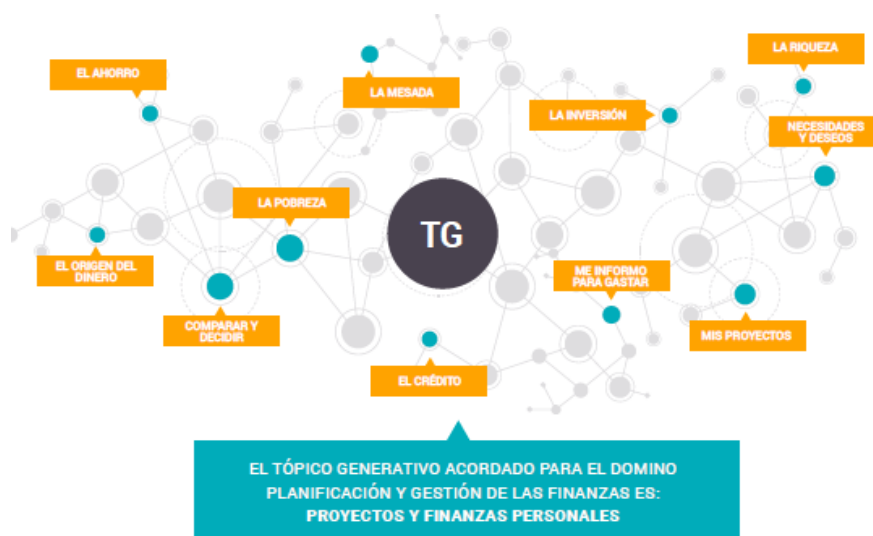 LA RIQUEZA
EL AHORRO
LA MESADA
LA INVERSIÓN
NECESIDADES
Y DESEOS
LA POBREZA
TG
EL ORIGEN DEL
DINERO
ME INFORMO
PARA GASTAR
COMPARAR Y
DECIDIR
MIS PROYECTOS
EL CRÉDITO
EL TÓPICO GENERATIVO ACORDADO PARA EL DOMINO
PLANIFICACIÓN Y GESTIÓN DE LAS FINANZAS ES:
PROYECTOS Y FINANZAS PERSONALES